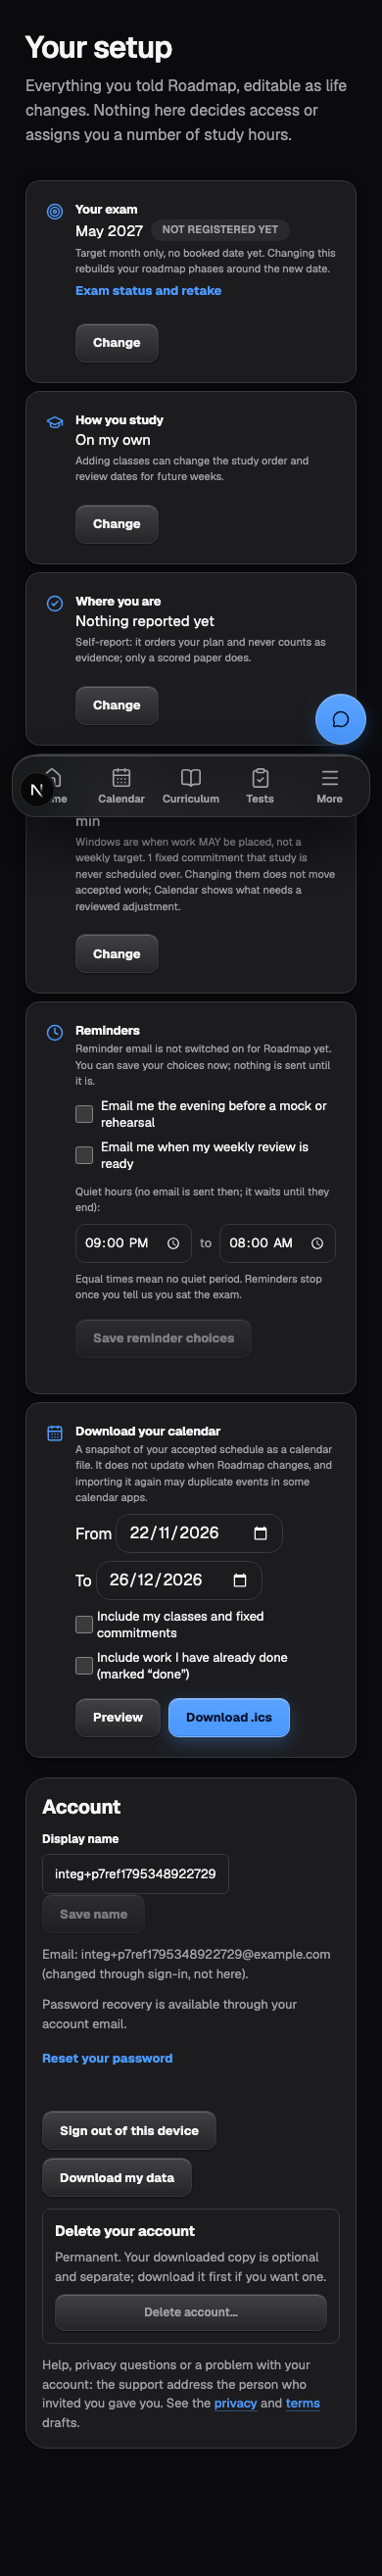 Your setup
Everything you told Roadmap, editable as life
changes. Nothing here decides access or
assigns you a number of study hours.
Your exam
May 2027 NOT REGISTERED YET
Target month only, no booked date yet. Changing this
rebuilds your roadmap phases around the new date.
Exam status and retake
Change
How you study
On my own
Adding classes can change the study order and
review dates for future weeks.
Change
Where you are
Nothing reported yet
Self-report: it orders your plan and never counts as
evidence; only a scored paper does.
Change
N
Calendar Curriculum Tests More
min
Windows are when work MAY be placed, not a
weekly target. 1 fixed commitment that study is
never scheduled over. Changing them does not move
accepted work; Calendar shows what needs a
reviewed adjustment.
Change
Reminders
Reminder email is not switched on for Roadmap yet.
You can save your choices now; nothing is sent until
it is.
Email me the evening before a mock or
rehearsal
Email me when my weekly review is
ready
Quiet hours (no email is sent then; it waits until they
end):
09:00 PM to 08:00 AM
Equal times mean no quiet period. Reminders stop
once you tell us you sat the exam.
Save reminder choices
Download your calendar
A snapshot of your accepted schedule as a calendar
file. It does not update when Roadmap changes, and
importing it again may duplicate events in some
calendar apps.
From 22/11/2026
To 26/12/2026
Include my classes and fixed
commitments
Include work I have already done
(marked “done”)
Preview Download .ics
Account
Display name
integ+p7ref1795348922729
Save name
Email: integ+p7ref1795348922729@example.com
(changed through sign-in, not here).
Password recovery is available through your
account email.
Reset your password
Sign out of this device
Download my data
Delete your account
Permanent. Your downloaded copy is optional
and separate; download it first if you want one.
Delete account...
Help, privacy questions or a problem with your
account: the support address the person who
invited you gave you. See the privacy and terms
drafts.